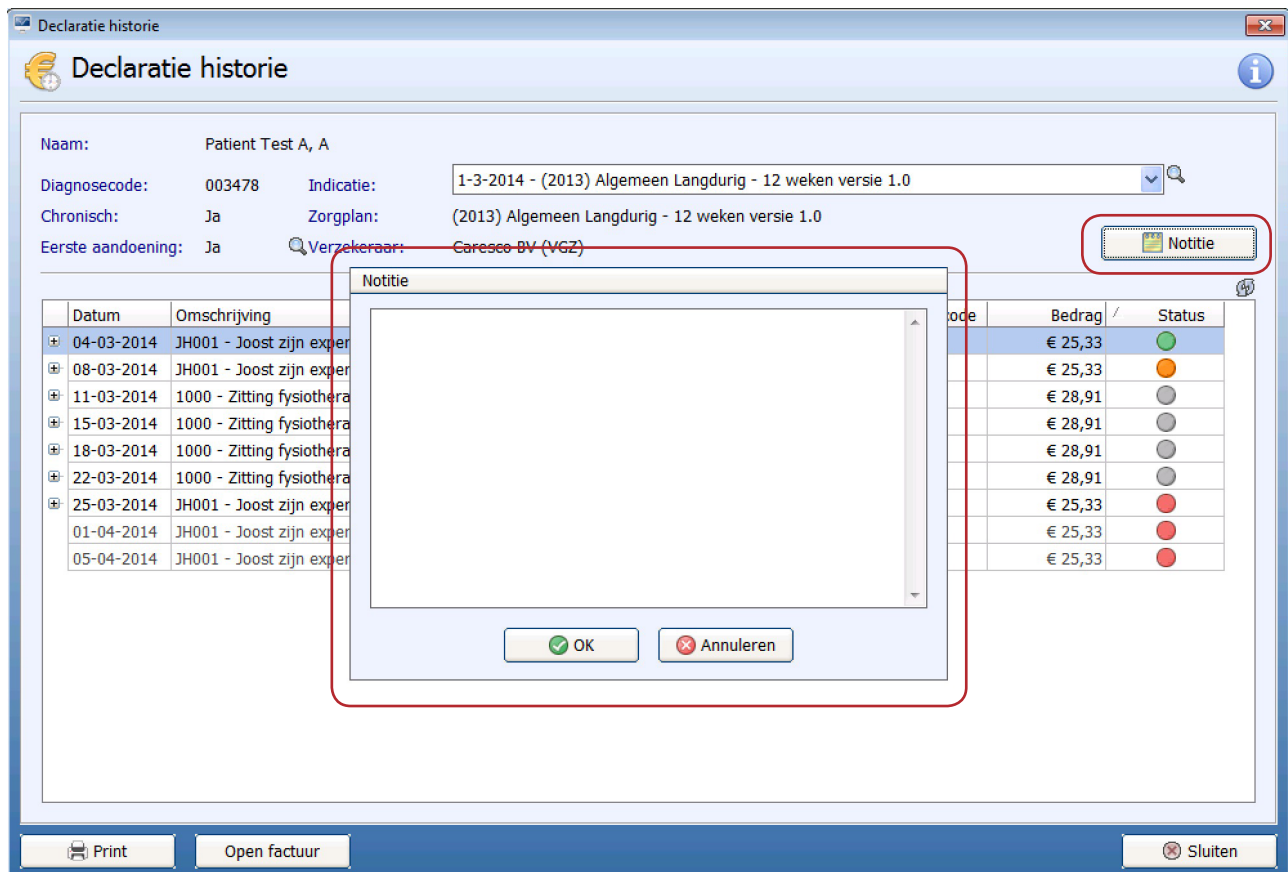 Declaratie historie
Declaratie historie
Naam: Patient Test A, A
Diagnosecode: 003478 Indicatie: 1-3-2014 - (2013) Algemeen Langdurig - 12 weken versie 1.0
Chronisch: Ja Zorgplan: (2013) Algemeen Langdurig - 12 weken versie 1.0
Eerste aandoening: Ja Verzekeraar: Caresco BV (VGZ)
Notitie
Notitie
Datum Omschrijving code Bedrag Status
04-03-2014 JH001 - Joost zijn exper € 25,33
08-03-2014 JH001 - Joost zijn exper € 25,33
11-03-2014 1000 - Zitting fysiothera € 28,91
15-03-2014 1000 - Zitting fysiothera € 28,91
18-03-2014 1000 - Zitting fysiothera € 28,91
22-03-2014 1000 - Zitting fysiothera € 28,91
25-03-2014 JH001 - Joost zijn exper € 25,33
01-04-2014 JH001 - Joost zijn exper € 25,33
05-04-2014 JH001 - Joost zijn exper € 25,33
OK Annuleren
Print Open factuur Sluiten